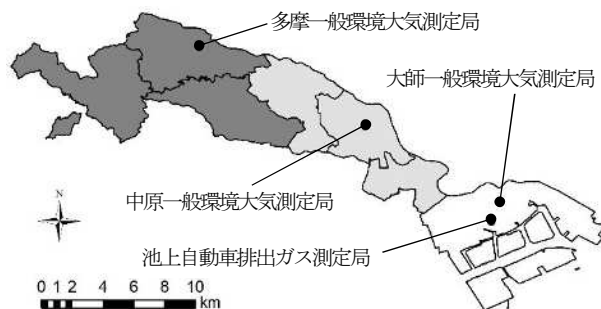 多摩一般環境大気測定局
大師一般環境大気測定局
中原一般環境大気測定局
池上自動車排出ガス測定局
N
0 1 2 4 6 8 10
km